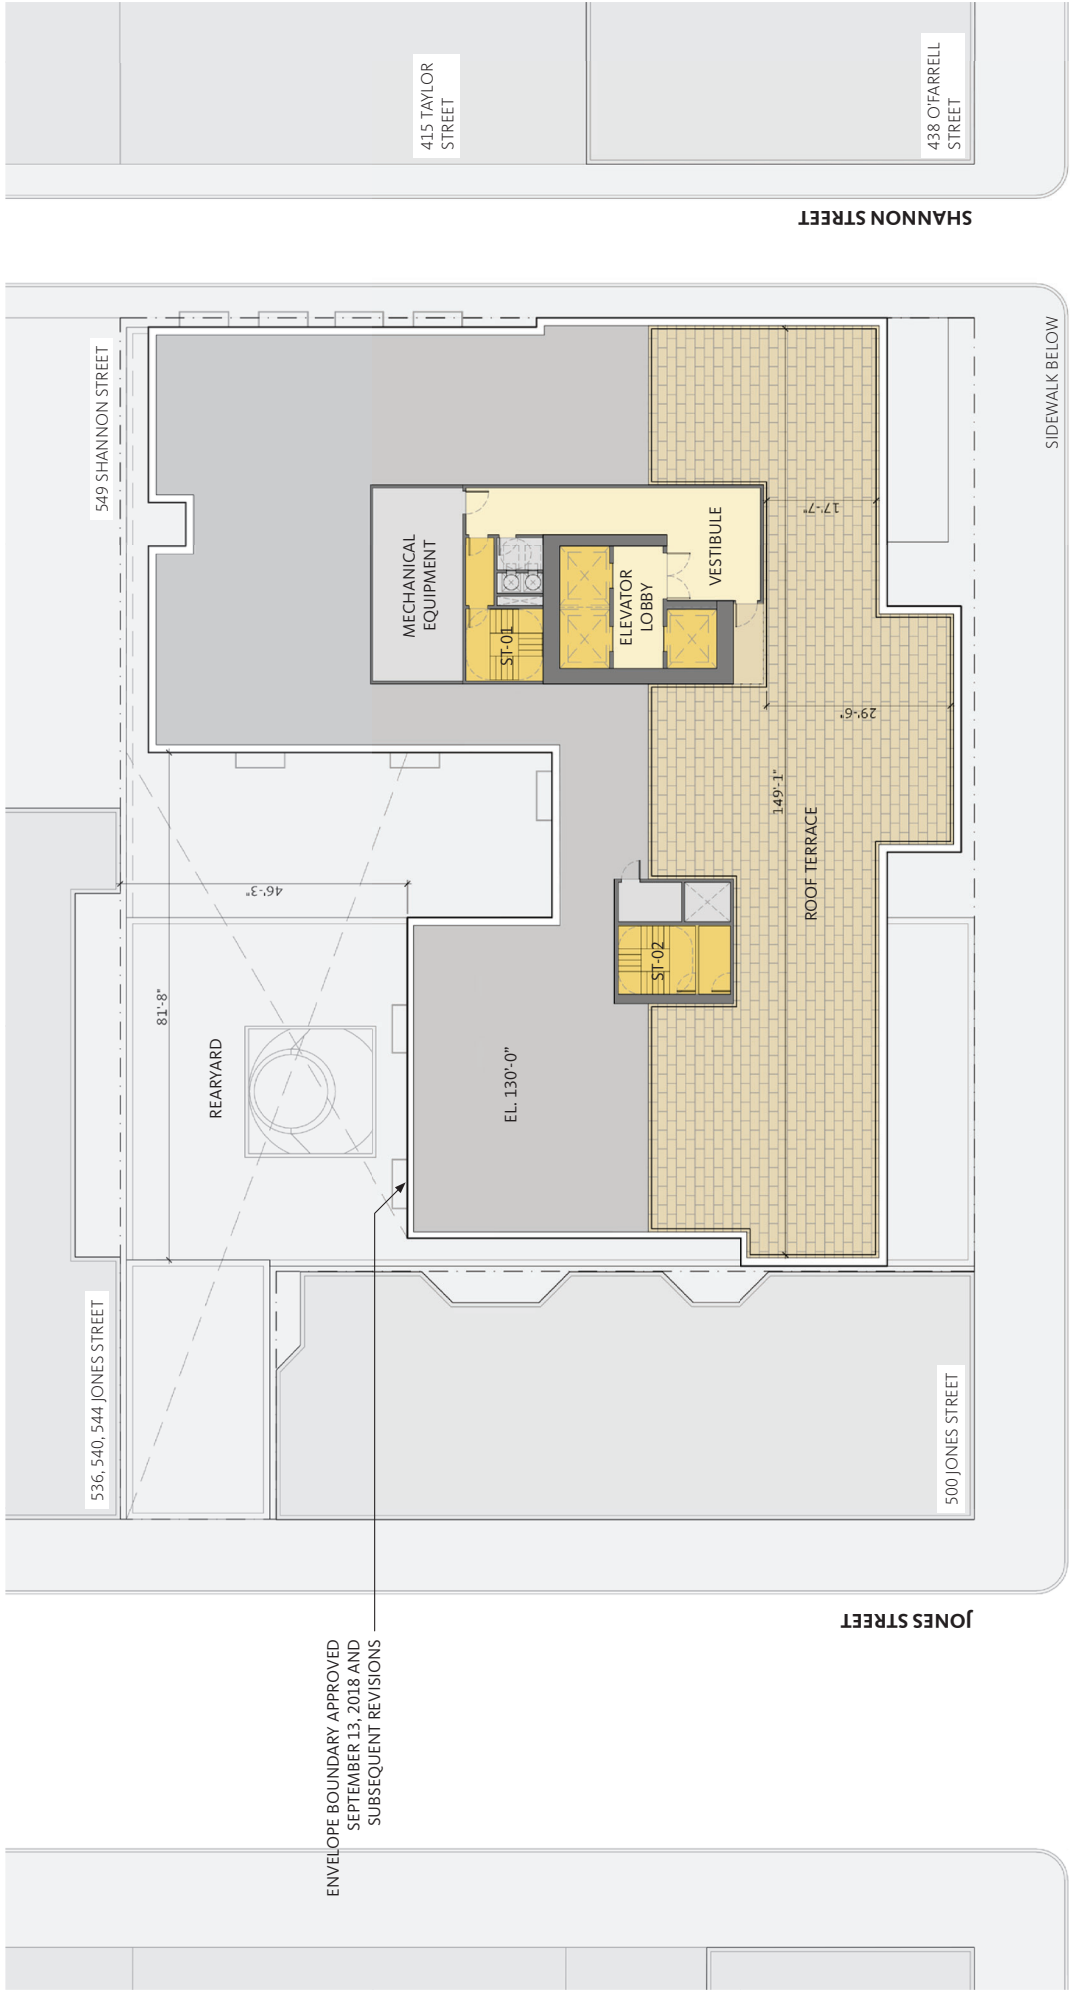 ENVELOPE BOUNDARY APPROVED
SEPTEMBER 13, 2018 AND
SUBSEQUENT REVISIONS
JONES STREET
536, 540, 544 JONES STREET
500 JONES STREET
REARYARD
81'-8"
46'-3"
EL. 130'-0"
ST-02
ROOF TERRACE
149'-1"
29'-6"
17'-7"
MECHANICAL
EQUIPMENT
ST-01
ELEVATOR
LOBBY
VESTIBULE
549 SHANNON STREET
SIDEWALK BELOW
SHANNON STREET
415 TAYLOR
STREET
438 O'FARRELL
STREET